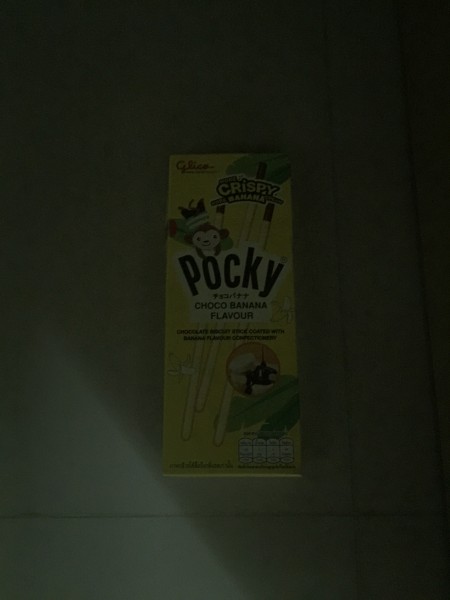 Glico
CRISPY
BANANA
Pocky
チョコバナナ
CHOCO BANANA
FLAVOUR
CHOCOLATE BISCUIT STICK COATED WITH
BANANA FLAVOUR CONFECTIONERY